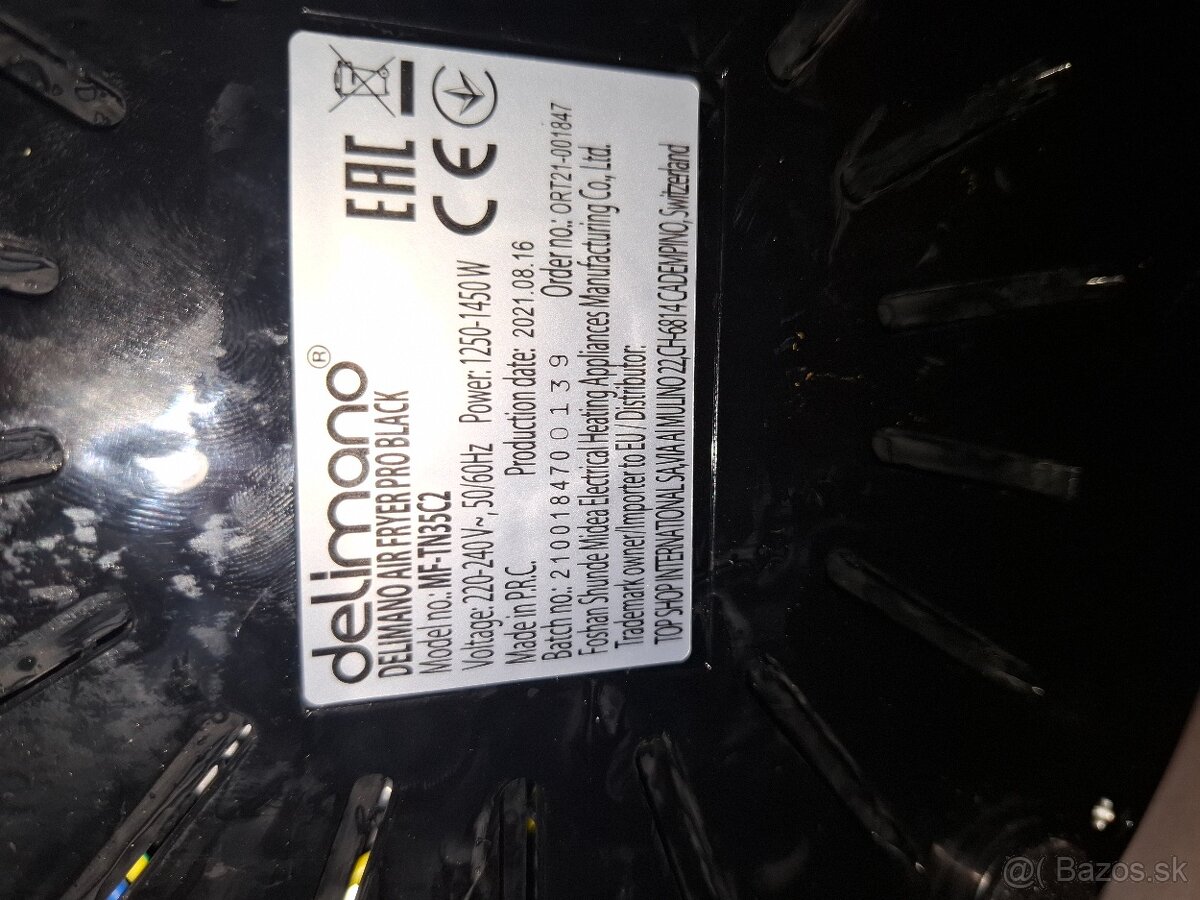 delimano®
DELIMANO AIR FRYER PRO BLACK
Model no.: MF-TN35C2
Voltage: 220-240 V~, 50/60Hz Power: 1250-1450 W
Made in P.R.C. Production date: 2021.08.16
Batch no.: 2100184700139 Order no.: ORT21-001847
Foshan Shunde Midea Electrical Heating Appliances Manufacturing Co., Ltd.
Trademark owner/Importer to EU / Distributor:
TOP SHOP INTERNATIONAL SA, VIA AI MULINO 22, CH-6814 CADEMPINO, Switzerland
EAC
CE
@( Bazos.sk